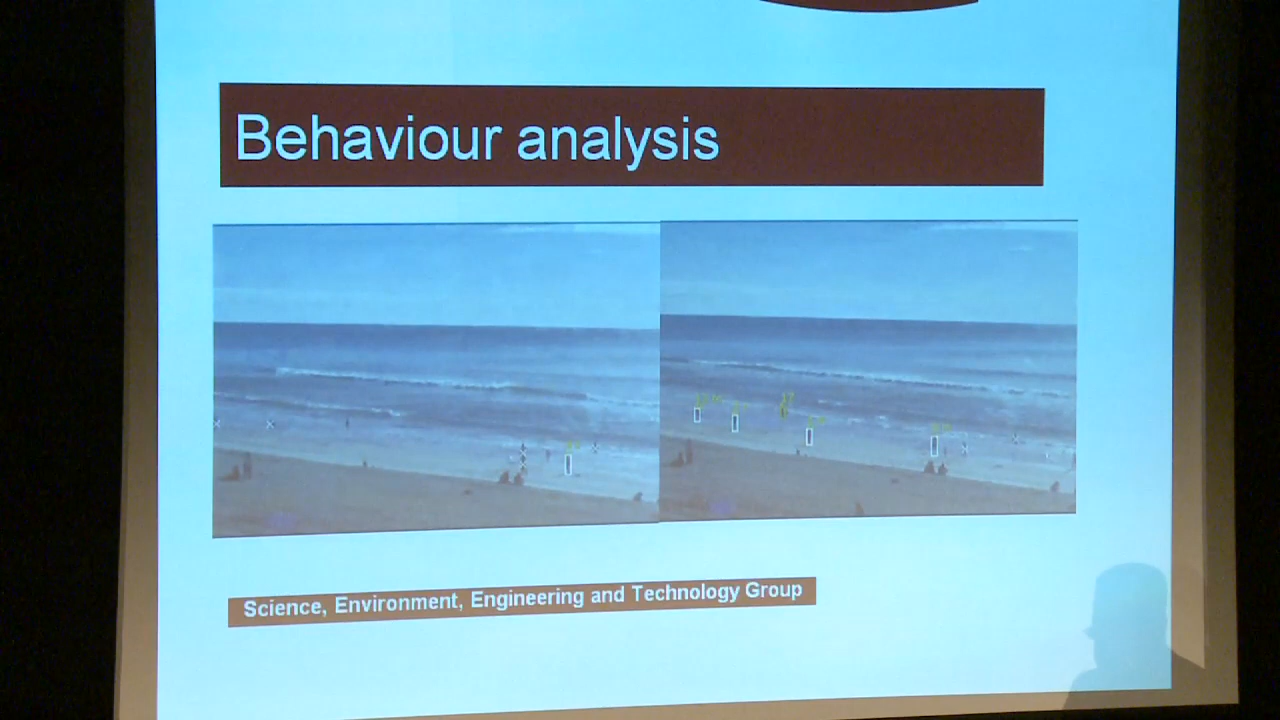 Behaviour analysis
Science, Environment, Engineering and Technology Group